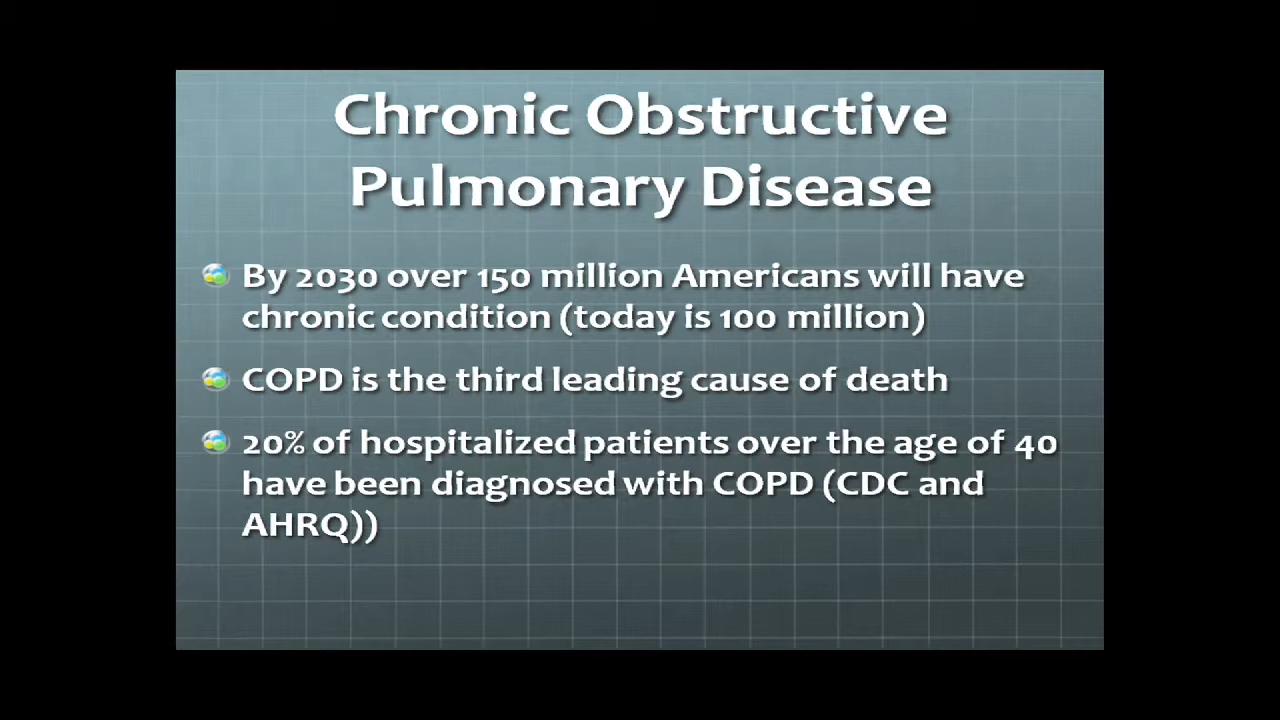 Chronic Obstructive
Pulmonary Disease
By 2030 over 150 million Americans will have
chronic condition (today is 100 million)
COPD is the third leading cause of death
20% of hospitalized patients over the age of 40
have been diagnosed with COPD (CDC and
AHRQ))